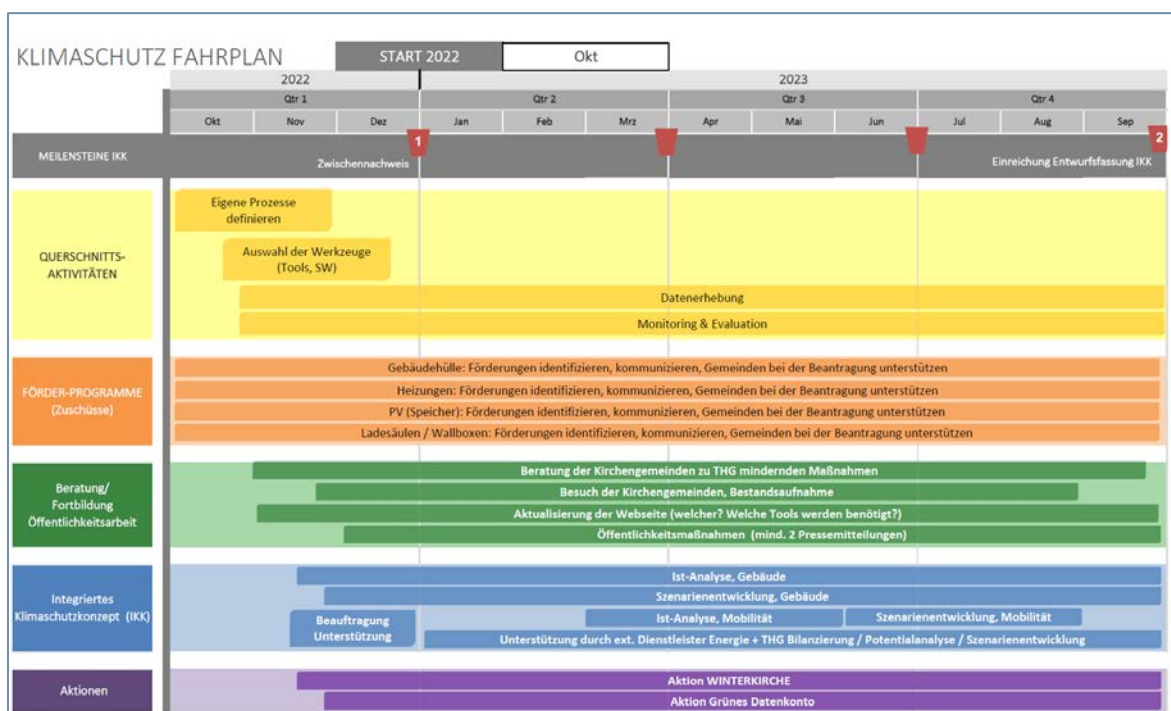 KLIMASCHUTZ FAHRPLAN
START 2022
Okt
2022
2023
Qtr 1
Qtr 2
Qtr 3
Qtr 4
Okt
Nov
Dez
Jan
Feb
Mrz
Apr
Mai
Jun
Jul
Aug
Sep
1
2
MEILENSTEINE IKK
Zwischennachweis
Einreichung Entwurfsfassung IKK
QUERSCHNITTS-
AKTIVITÄTEN
Eigene Prozesse
definieren
Auswahl der Werkzeuge
(Tools, SW)
Datenerhebung
Monitoring & Evaluation
FÖRDER-PROGRAMME
(Zuschüsse)
Gebäudehülle: Förderungen identifizieren, kommunizieren, Gemeinden bei der Beantragung unterstützen
Heizungen: Förderungen identifizieren, kommunizieren, Gemeinden bei der Beantragung unterstützen
PV (Speicher): Förderungen identifizieren, kommunizieren, Gemeinden bei der Beantragung unterstützen
Ladesäulen / Wallboxen: Förderungen identifizieren, kommunizieren, Gemeinden bei der Beantragung unterstützen
Beratung/
Fortbildung
Öffentlichkeitsarbeit
Beratung der Kirchengemeinden zu THG mindernden Maßnahmen
Besuch der Kirchengemeinden, Bestandsaufnahme
Aktualisierung der Webseite (welcher? Welche Tools werden benötigt?)
Öffentlichkeitsmaßnahmen (mind. 2 Pressemitteilungen)
Integriertes
Klimaschutzkonzept (IKK)
Ist-Analyse, Gebäude
Szenarienentwicklung, Gebäude
Beauftragung
Unterstützung
Ist-Analyse, Mobilität
Szenarienentwicklung, Mobilität
Unterstützung durch ext. Dienstleister Energie + THG Bilanzierung / Potentialanalyse / Szenarienentwicklung
Aktionen
Aktion WINTERKIRCHE
Aktion Grünes Datenkonto